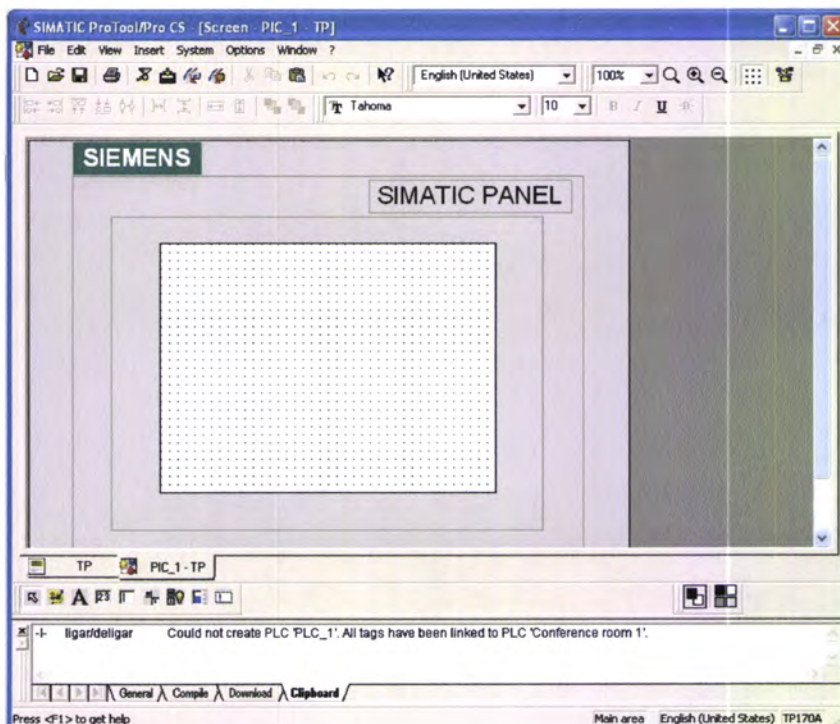 SIMATIC ProTool/Pro CS - [Screen - PIC_1 - TP]
File Edit View Insert System Options Window ?
English (United States) 100%
Tahoma 10 B I U
SIEMENS
SIMATIC PANEL
TP PIC_1 - TP
A
-I- ligar/deligar Could not create PLC 'PLC_1'. All tags have been linked to PLC 'Conference room 1'.
General Compile Download Clipboard
Press <F1> to get help Main area English (United States) TP170A